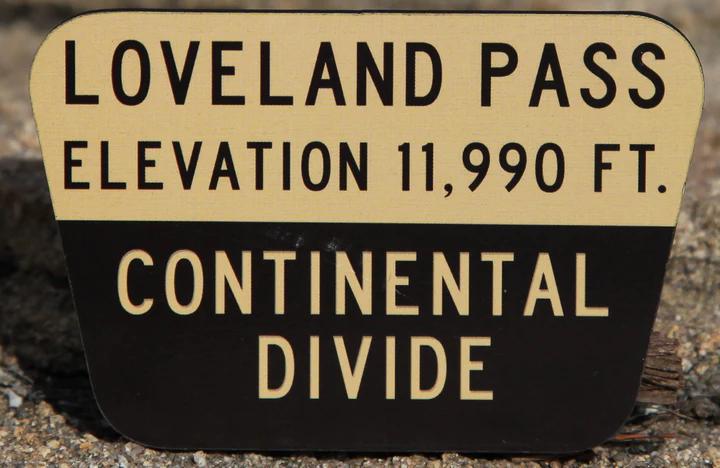 LOVELAND PASS
ELEVATION 11,990 FT.
CONTINENTAL
DIVIDE